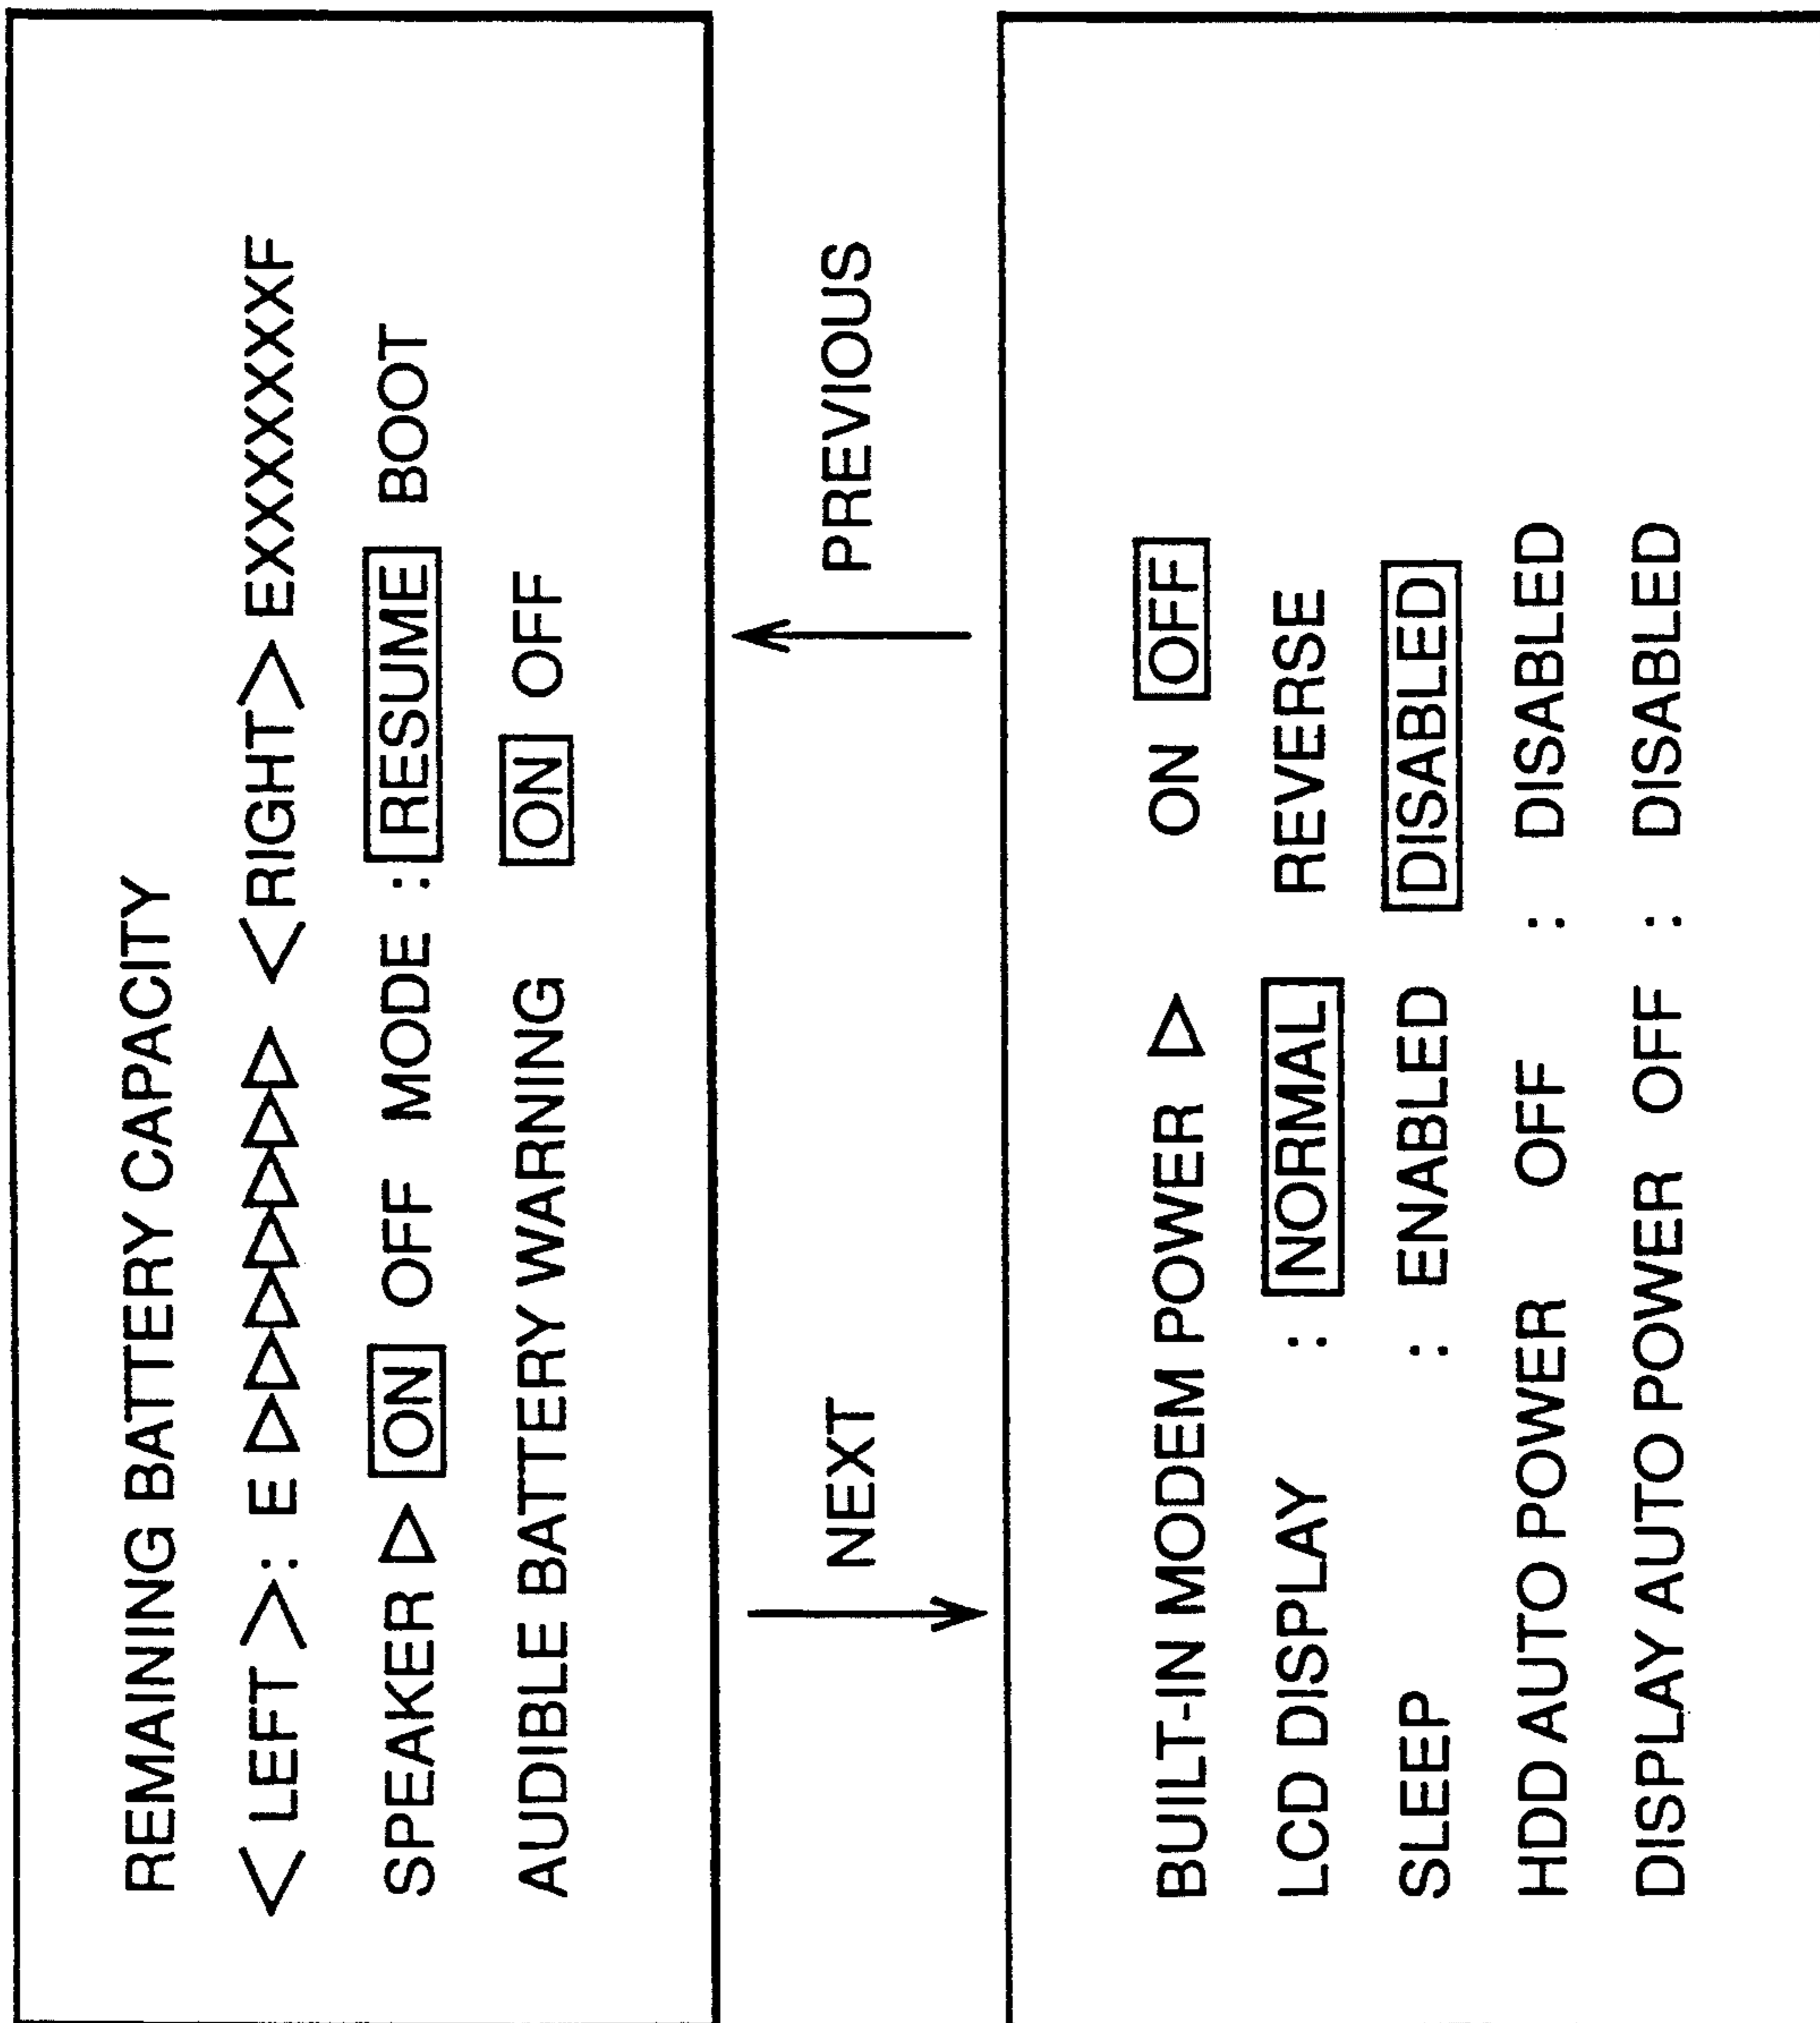 REMAINING BATTERY CAPACITY
<LEFT>: E ▷▷▷▷▷▷▷ <RIGHT> EXXXXXXXF
SPEAKER ▷ ON OFF MODE : RESUME BOOT
AUDIBLE BATTERY WARNING ON OFF
NEXT
PREVIOUS
BUILT-IN MODEM POWER ▷ ON OFF
LCD DISPLAY : NORMAL REVERSE
SLEEP : ENABLED DISABLED
HDD AUTO POWER OFF : DISABLED
DISPLAY AUTO POWER OFF : DISABLED